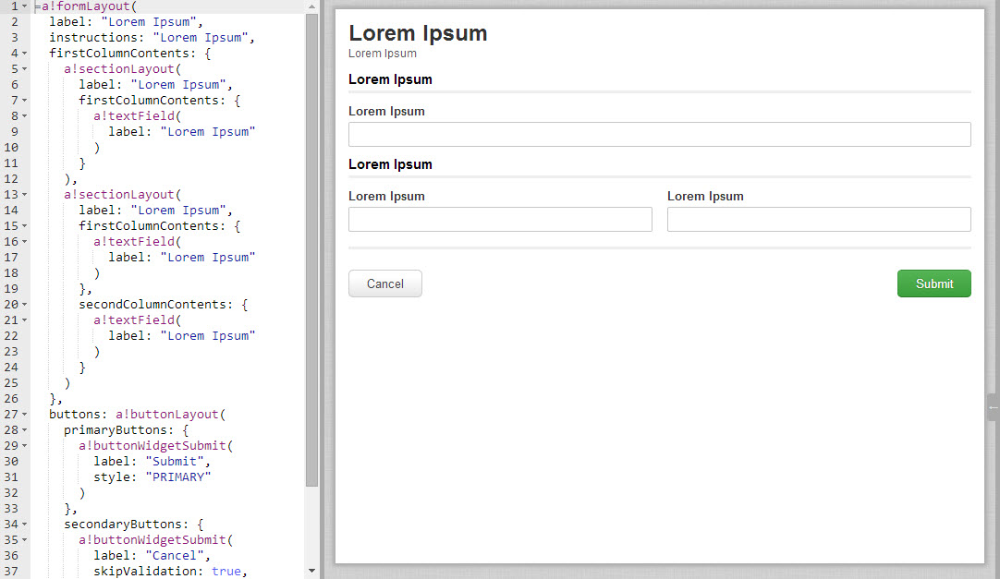 1 =a!formLayout(
2 label: "Lorem Ipsum",
3 instructions: "Lorem Ipsum",
4 firstColumnContents: {
5 a!sectionLayout(
6 label: "Lorem Ipsum",
7 firstColumnContents: {
8 a!textField(
9 label: "Lorem Ipsum"
10 )
11 }
12 ),
13 a!sectionLayout(
14 label: "Lorem Ipsum",
15 firstColumnContents: {
16 a!textField(
17 label: "Lorem Ipsum"
18 )
19 },
20 secondColumnContents: {
21 a!textField(
22 label: "Lorem Ipsum"
23 )
24 }
25 )
26 },
27 buttons: a!buttonLayout(
28 primaryButtons: {
29 a!buttonWidgetSubmit(
30 label: "Submit",
31 style: "PRIMARY"
32 )
33 },
34 secondaryButtons: {
35 a!buttonWidgetSubmit(
36 label: "Cancel",
37 skipValidation: true,
Lorem Ipsum
Lorem Ipsum
Lorem Ipsum
Lorem Ipsum
Lorem Ipsum
Lorem Ipsum Lorem Ipsum
Cancel Submit